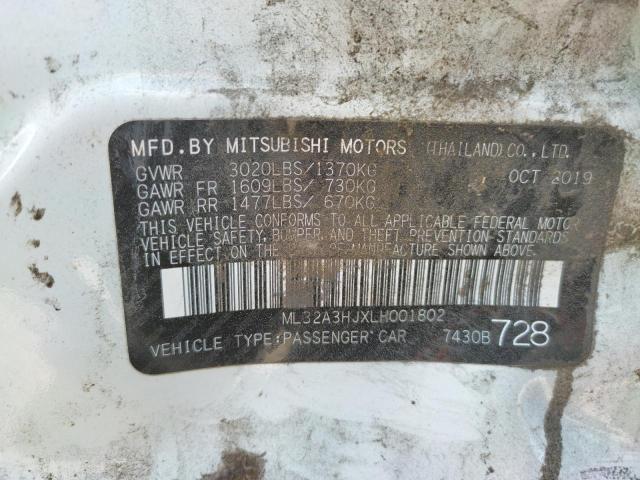 MFD.BY MITSUBISHI MOTORS (THAILAND) CO., LTD.
GVWR 3020LBS/1370KG OCT 2019
GAWR FR 1609LBS/ 730KG
GAWR RR 1477LBS/ 670KG
THIS VEHICLE CONFORMS TO ALL APPLICABLE FEDERAL MOTOR
VEHICLE SAFETY, BUMPER AND THEFT PREVENTION STANDARDS
IN EFFECT ON THE DATE OF MANUFACTURE SHOWN ABOVE.
ML32A3HJXLH001802
VEHICLE TYPE:PASSENGER CAR 7430B 728